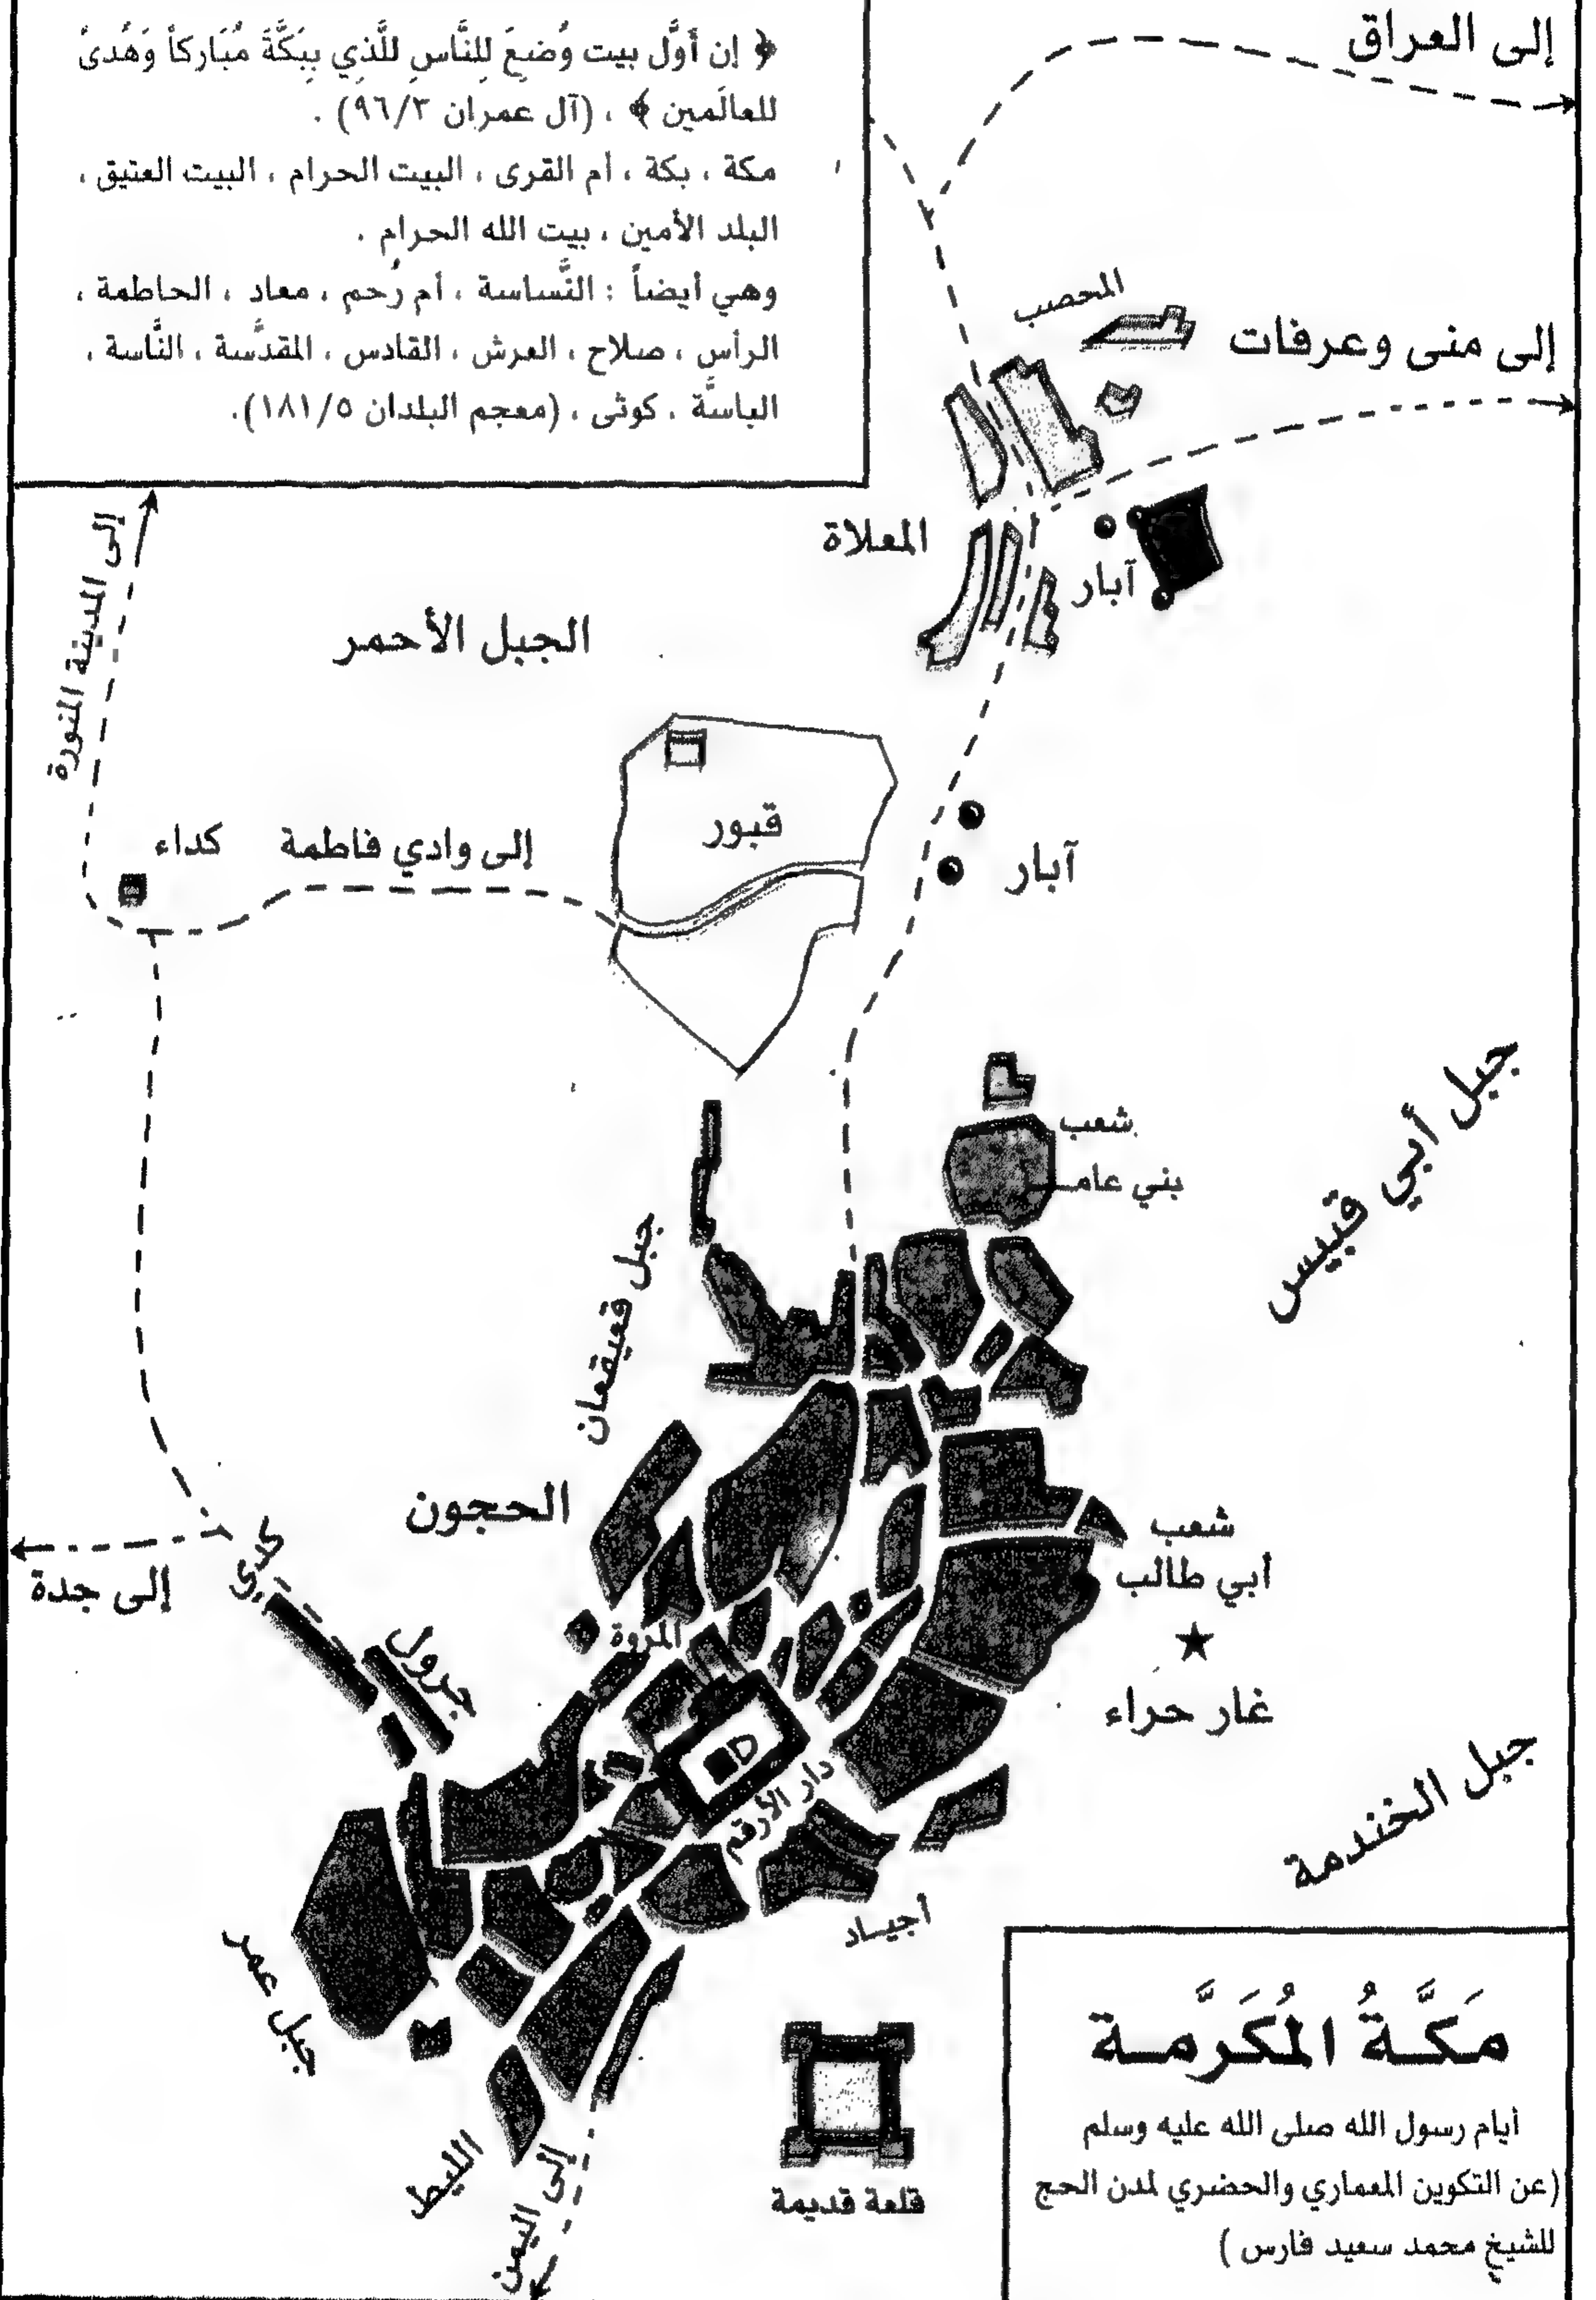 ﴿ إن أَوَّل بيت وُضِعَ لِلنَّاسِ للَّذي بِبَكَّةَ مُبَاركاً وَهُدىً
للعالَمين ﴾ ، (آل عمران ٩٦/٣) .
مكة ، بكة ، أم القرى ، البيت الحرام ، البيت العتيق ،
البلد الأمين ، بيت الله الحرام .
وهي أيضاً : النَّساسة ، أم رُحم ، معاد ، الحاطمة ،
الرأس ، صلاح ، العرش ، القادس ، المقدَّسة ، النَّاسة ،
الباسَّة ، كوثى ، (معجم البلدان ١٨١/٥).
إلى العراق
المحصب
إلى منى وعرفات
المعلاة
آبار
إلى المدينة المنورة
الجبل الأحمر
قبور
كداء
إلى وادي فاطمة
آبار
جبل أبي قبيس
شعب
بني عامـ
جبل قعيقعان
الحجون
شعب
أبي طالب
إلى جدة
كدي
جرول
المروة
غار حراء
دار الأرقم
جبل الخندمة
أجيـاد
جبل عمر
الليط
إلى اليمن
قلعة قديمة
مَكَّـةُ المُكَرَّمـة
أيام رسول الله صلى الله عليه وسلم
(عن التكوين المعماري والحضري لمدن الحج
للشيخ محمد سعيد فارس )